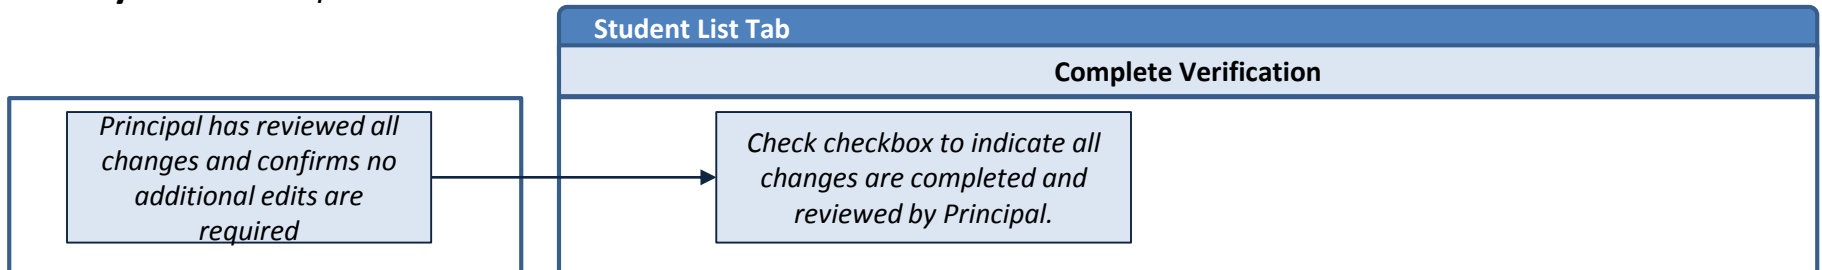 Student List Tab
Complete Verification
Principal has reviewed all
changes and confirms no
additional edits are
required
Check checkbox to indicate all
changes are completed and
reviewed by Principal.